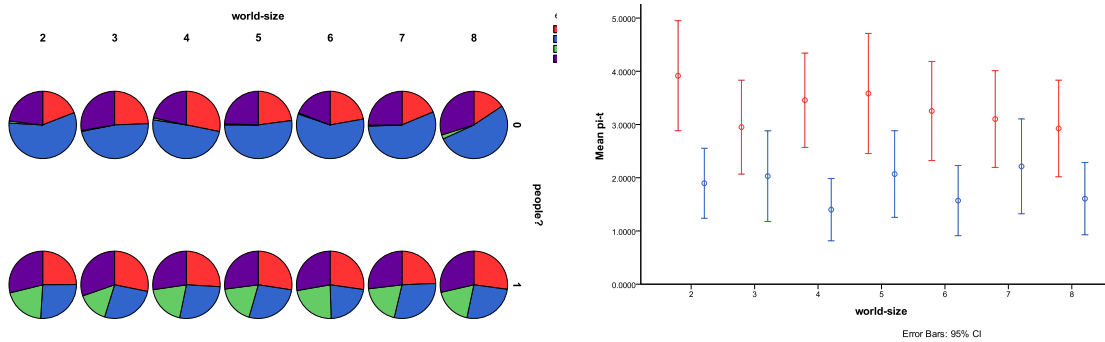 world-size
2 3 4 5 6 7 8
0
people?
1
5.0000
4.0000
3.0000
2.0000
1.0000
0.0000
Mean pi-t
2 3 4 5 6 7 8
world-size
Error Bars: 95% CI